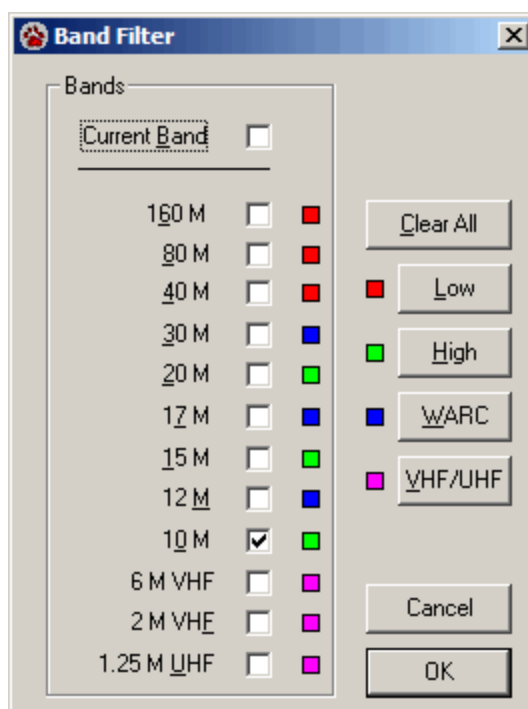 Band Filter
Bands
Current Band
160 M
80 M
40 M
30 M
20 M
17 M
15 M
12 M
10 M
6 M VHF
2 M VHF
1.25 M UHF
Clear All
Low
High
WARC
VHF/UHF
Cancel
OK